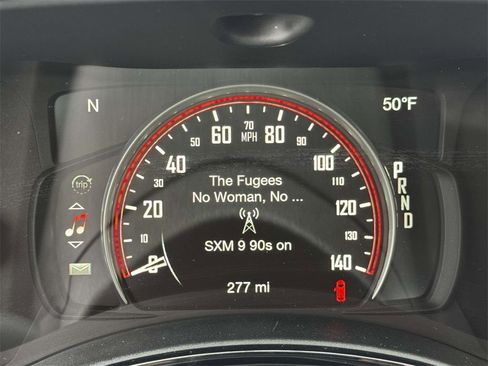 N
50°F
70
60 MPH 80
50 90
40 100
30 110
20 120
10 130
0 140
trip
The Fugees
No Woman, No ...
SXM 9 90s on
277 mi
P
R
N
D